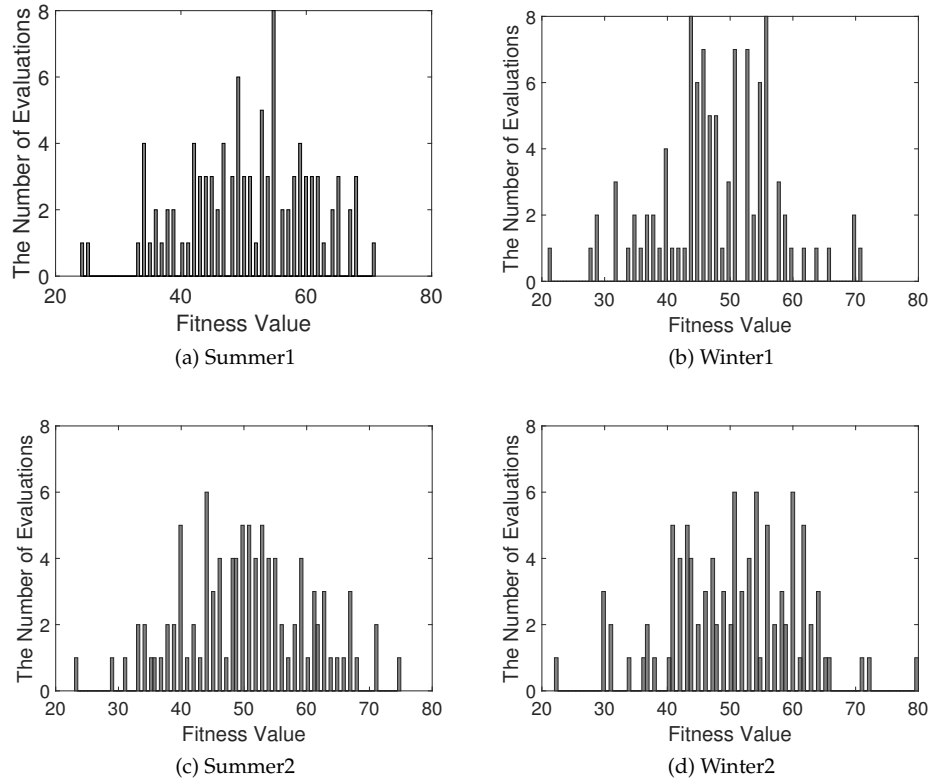 The Number of Evaluations
8
6
4
2
0
20 40 60 80
Fitness Value
(a) Summer1
The Number of Evaluations
8
6
4
2
0
20 30 40 50 60 70 80
Fitness Value
(b) Winter1
The Number of Evaluations
8
6
4
2
0
20 30 40 50 60 70 80
Fitness Value
(c) Summer2
The Number of Evaluations
8
6
4
2
0
20 30 40 50 60 70 80
Fitness Value
(d) Winter2